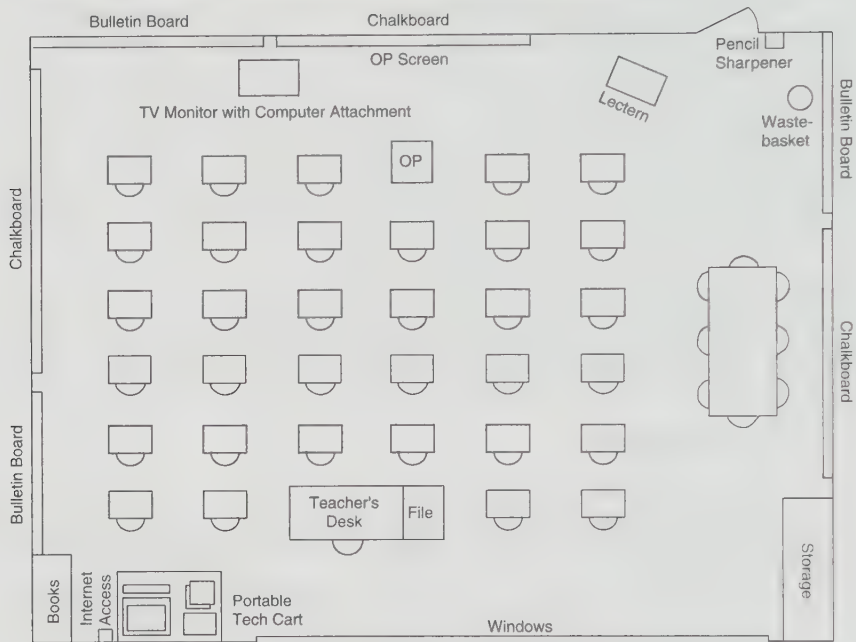 Bulletin Board
Chalkboard
OP Screen
Pencil
Sharpener
TV Monitor with Computer Attachment
Lectern
Waste-
basket
Bulletin Board
Chalkboard
OP
Chalkboard
Bulletin Board
Teacher's
Desk
File
Books
Internet
Access
Portable
Tech Cart
Windows
Storage